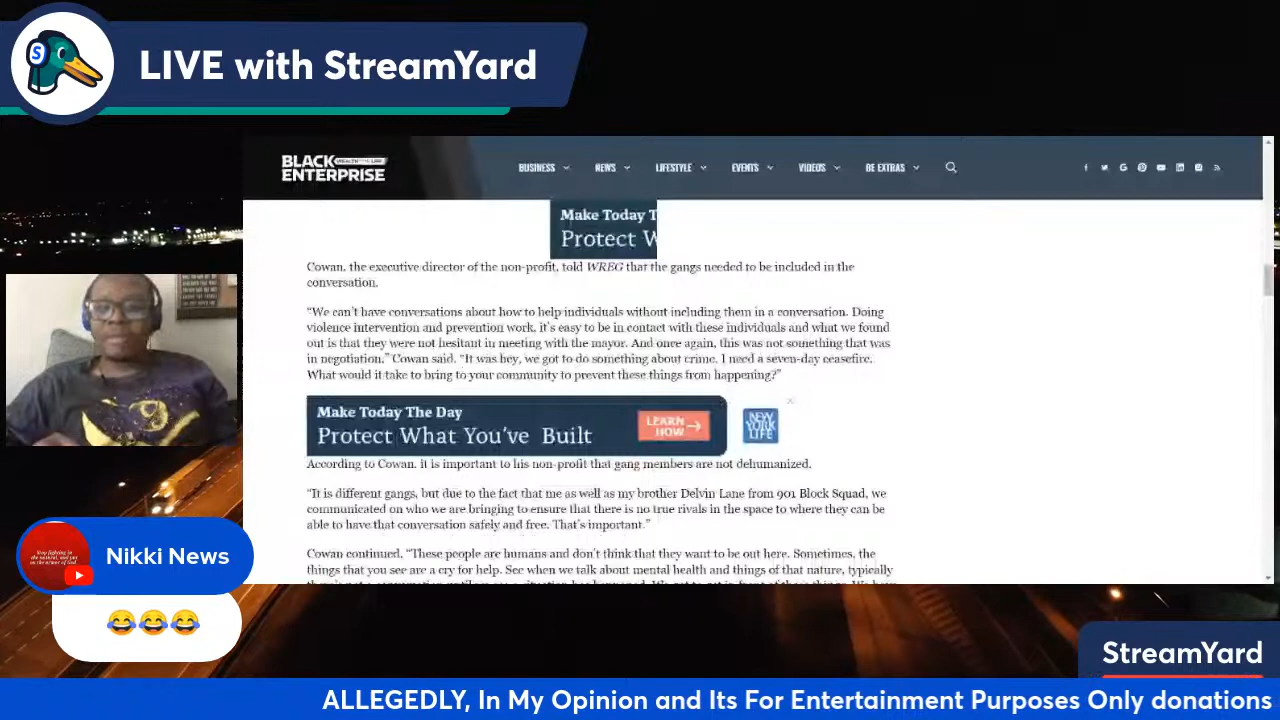 LIVE with StreamYard
BLACK ENTERPRISE
BUSINESS NEWS LIFESTYLE EVENTS VIDEOS BE EXTRAS
Make Today T
Protect W
Cowan, the executive director of the non-profit, told WREG that the gangs needed to be included in the
conversation.
“We can’t have conversations about how to help individuals without including them in a conversation. Doing
violence intervention and prevention work, it’s easy to be in contact with these individuals and what we found
out is that they were not hesitant in meeting with the mayor. And once again, this was not something that was
in negotiation,” Cowan said. “It was hey, we got to do something about crime. I need a seven-day ceasefire.
What would it take to bring to your community to prevent these things from happening?”
Make Today The Day
Protect What You’ve Built
LEARN
NOW
NEW
YORK
LIFE
According to Cowan, it is important to his non-profit that gang members are not dehumanized.
“It is different gangs, but due to the fact that me as well as my brother Delvin Lane from 901 Block Squad, we
communicated on who we are bringing to ensure that there is no true rivals in the space to where they can be
able to have that conversation safely and free. That’s important.”
Cowan continued, “These people are humans and don’t think that they want to be out here. Sometimes, the
things that you see are a cry for help. See when we talk about mental health and things of that nature, typically
Nikki News
😂😂😂
StreamYard
ALLEGEDLY, In My Opinion and Its For Entertainment Purposes Only donations